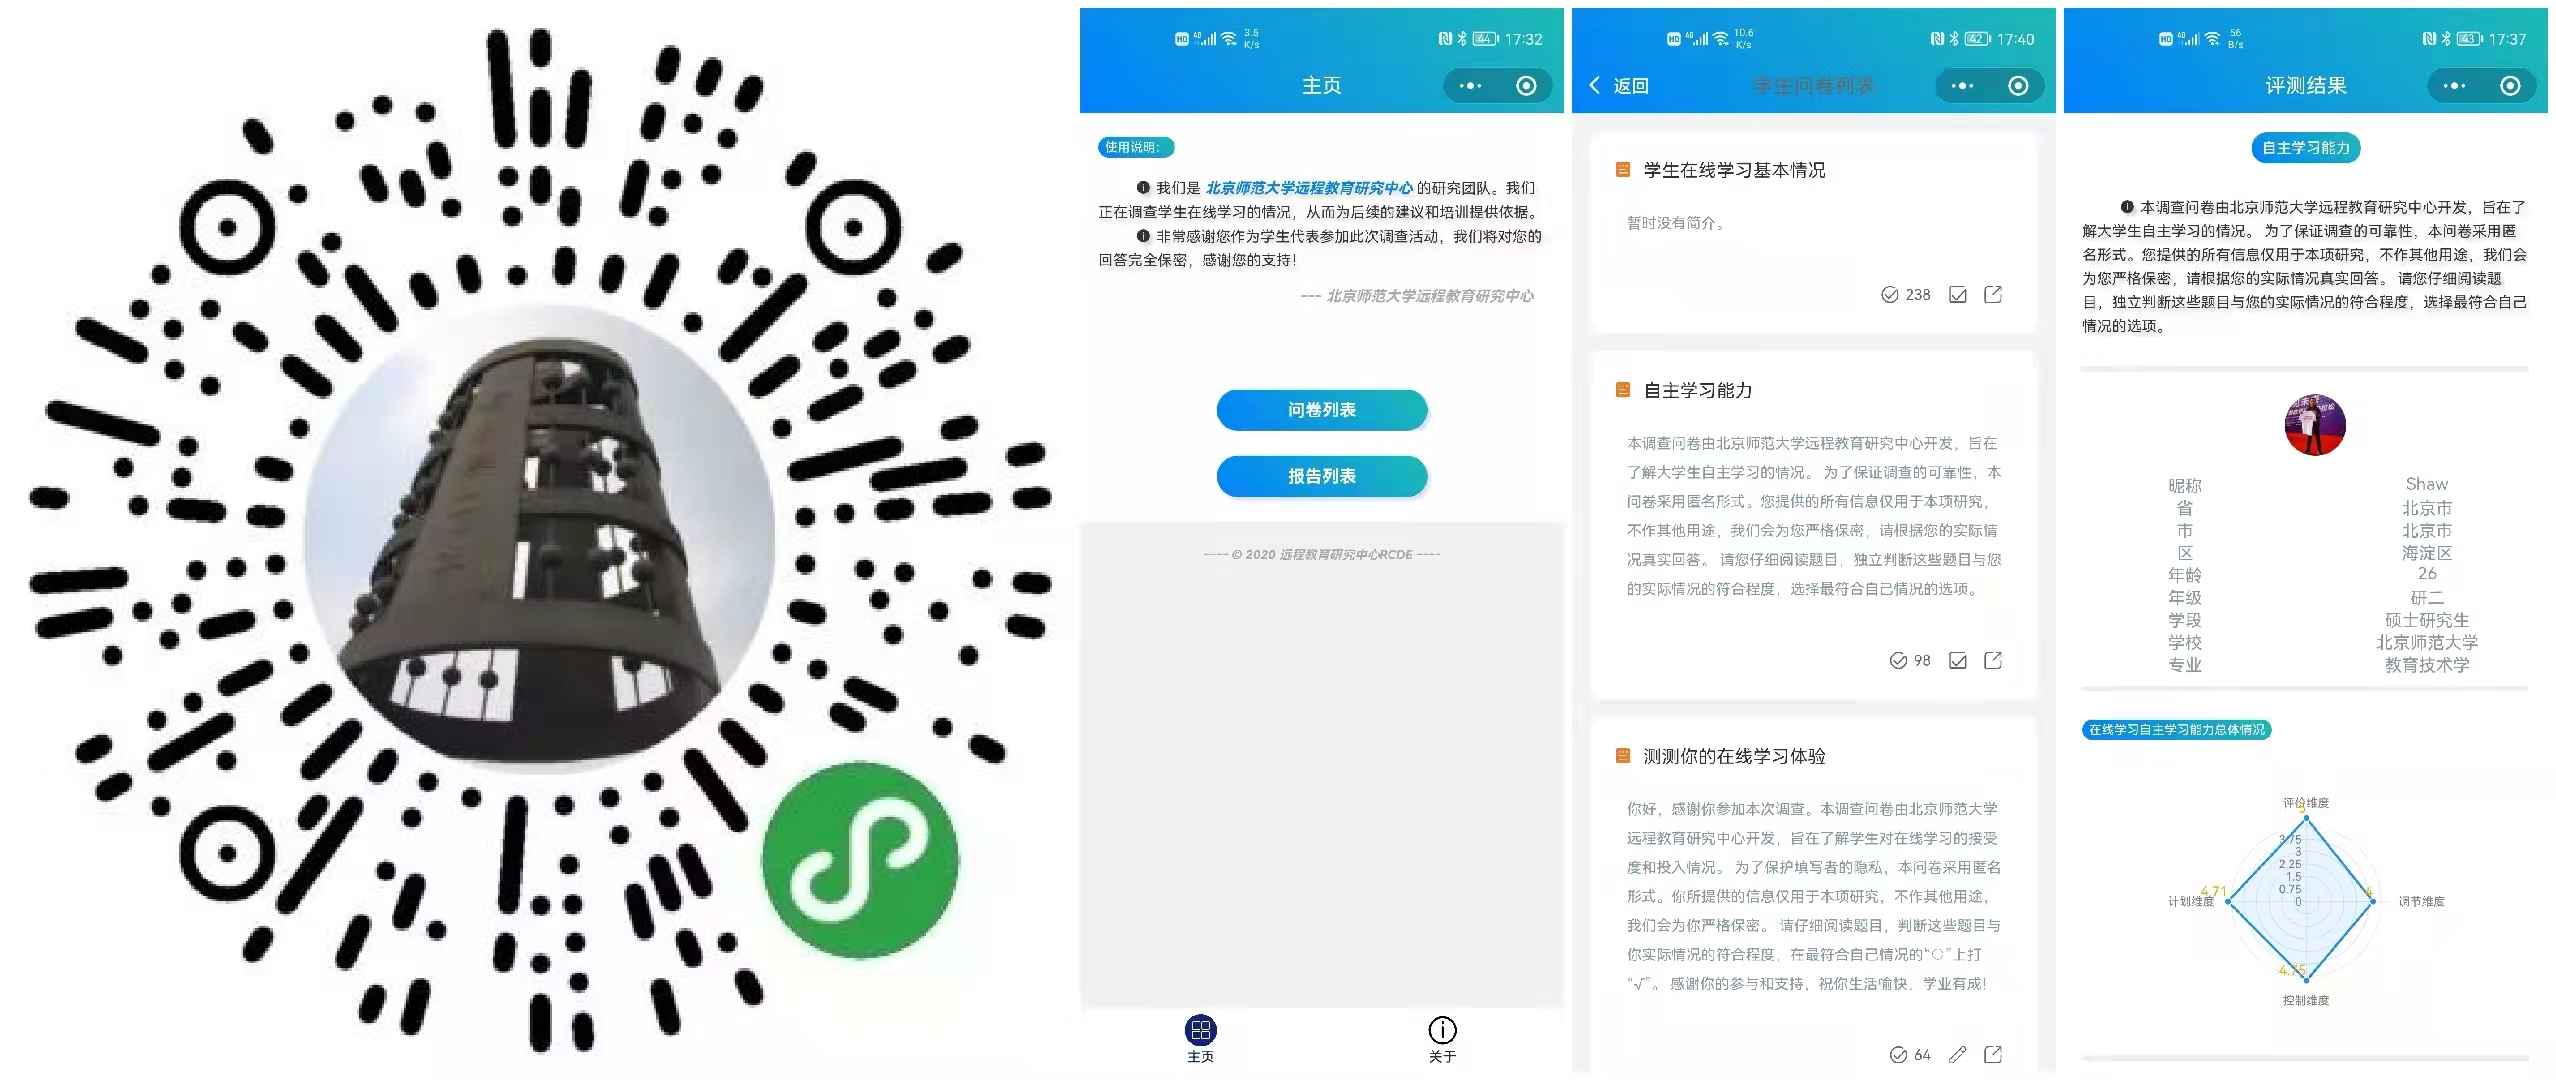 3.5
K/s
44
17:32
主页
使用说明：
我们是 北京师范大学远程教育研究中心 的研究团队。我们
正在调查学生在线学习的情况，从而为后续的建议和培训提供依据。
非常感谢您作为学生代表参加此次调查活动，我们将对您的
回答完全保密，感谢您的支持！
--- 北京师范大学远程教育研究中心
问卷列表
报告列表
---- © 2020 远程教育研究中心RCDE ----
主页
关于
10.6
K/s
42
17:40
返回
学生问卷列表
学生在线学习基本情况
暂时没有简介。
238
自主学习能力
本调查问卷由北京师范大学远程教育研究中心开发，旨在
了解大学生自主学习的情况。 为了保证调查的可靠性，本
问卷采用匿名形式。您提供的所有信息仅用于本项研究，
不作其他用途，我们会为您严格保密，请根据您的实际情
况真实回答。 请您仔细阅读题目，独立判断这些题目与您
的实际情况的符合程度，选择最符合自己情况的选项。
98
测测你的在线学习体验
你好，感谢你参加本次调查。本调查问卷由北京师范大学
远程教育研究中心开发，旨在了解学生对在线学习的接受
度和投入情况。 为了保护填写者的隐私，本问卷采用匿名
形式。你所提供的信息仅用于本项研究，不作其他用途，
我们会为你严格保密。 请仔细阅读题目，判断这些题目与
你实际情况的符合程度，在最符合自己情况的“○”上打
“√”。 感谢你的参与和支持，祝你生活愉快，学业有成！
64
56
B/s
43
17:37
评测结果
自主学习能力
本调查问卷由北京师范大学远程教育研究中心开发，旨在了
解大学生自主学习的情况。 为了保证调查的可靠性，本问卷采用匿
名形式。您提供的所有信息仅用于本项研究，不作其他用途，我们会
为您严格保密，请根据您的实际情况真实回答。 请您仔细阅读题
目，独立判断这些题目与您的实际情况的符合程度，选择最符合自己
情况的选项。
昵称 Shaw
省 北京市
市 北京市
区 海淀区
年龄 26
年级 研二
学段 硕士研究生
学校 北京师范大学
专业 教育技术学
在线学习自主学习能力总体情况
评价维度
5
3.75
3
2.25
1.5
0.75
0
4.71
计划维度
4
调节维度
4.75
控制维度